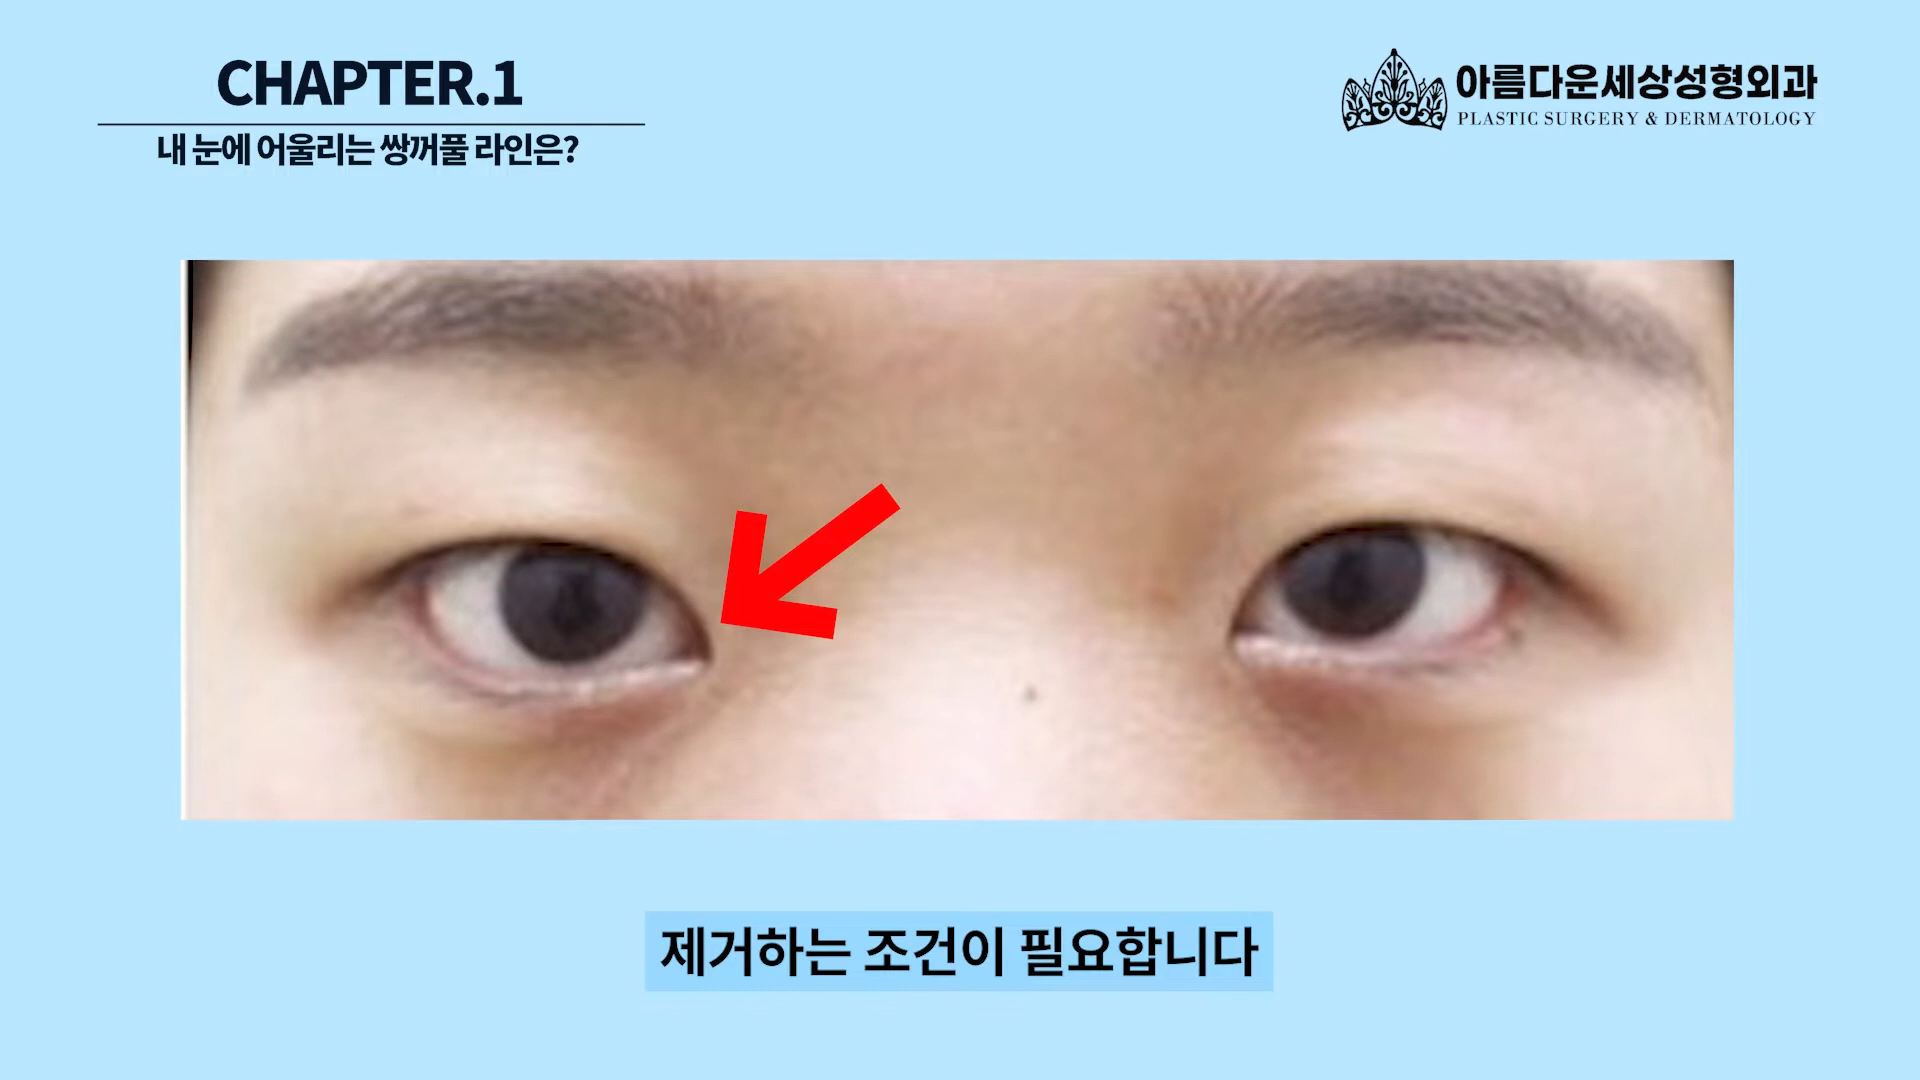 CHAPTER.1
내 눈에 어울리는 쌍꺼풀 라인은?
아름다운세상성형외과
PLASTIC SURGERY & DERMATOLOGY
제거하는 조건이 필요합니다